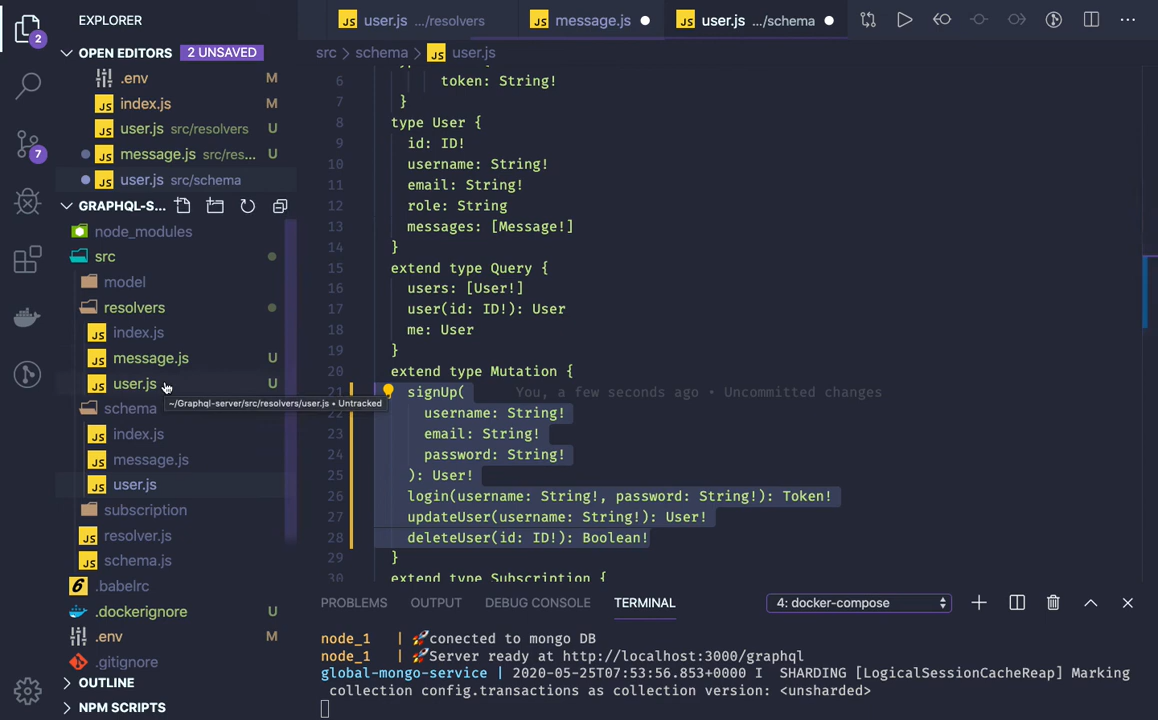 EXPLORER
user.js .../resolvers
message.js
user.js .../schema
2
OPEN EDITORS 2 UNSAVED
.env M
index.js M
user.js src/resolvers U
message.js src/res... U
user.js src/schema
7
GRAPHQL-S...
node_modules
src
model
resolvers
index.js
message.js U
user.js U
~/Graphql-server/src/resolvers/user.js • Untracked
schema
index.js
message.js
user.js
subscription
resolver.js
schema.js
.babelrc
.dockerignore U
.env M
.gitignore
OUTLINE
NPM SCRIPTS
src > schema > user.js
6 token: String!
7 }
8 type User {
9 id: ID!
10 username: String!
11 email: String!
12 role: String
13 messages: [Message!]
14 }
15 extend type Query {
16 users: [User!]
17 user(id: ID!): User
18 me: User
19 }
20 extend type Mutation {
21 signUp( You, a few seconds ago • Uncommitted changes
22 username: String!
23 email: String!
24 password: String!
25 ): User!
26 login(username: String!, password: String!): Token!
27 updateUser(username: String!): User!
28 deleteUser(id: ID!): Boolean!
29 }
30 extend type Subscription {
PROBLEMS OUTPUT DEBUG CONSOLE TERMINAL 4: docker-compose
node_1 | 🚀conected to mongo DB
node_1 | 🚀Server ready at http://localhost:3000/graphql
global-mongo-service | 2020-05-25T07:53:56.853+0000 I SHARDING [LogicalSessionCacheReap] Marking
collection config.transactions as collection version: <unsharded>